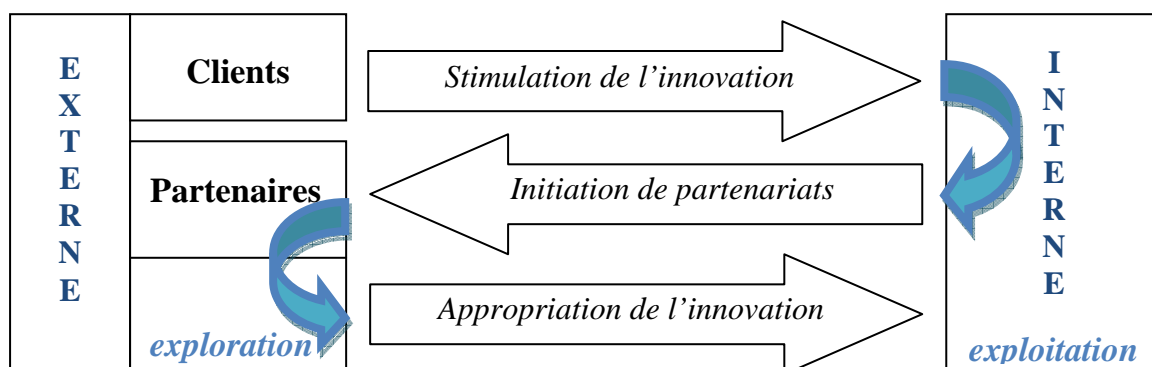 EXTERNE
Clients
Stimulation de l’innovation
INTERNE
Partenaires
Initiation de partenariats
Appropriation de l’innovation
exploration
exploitation